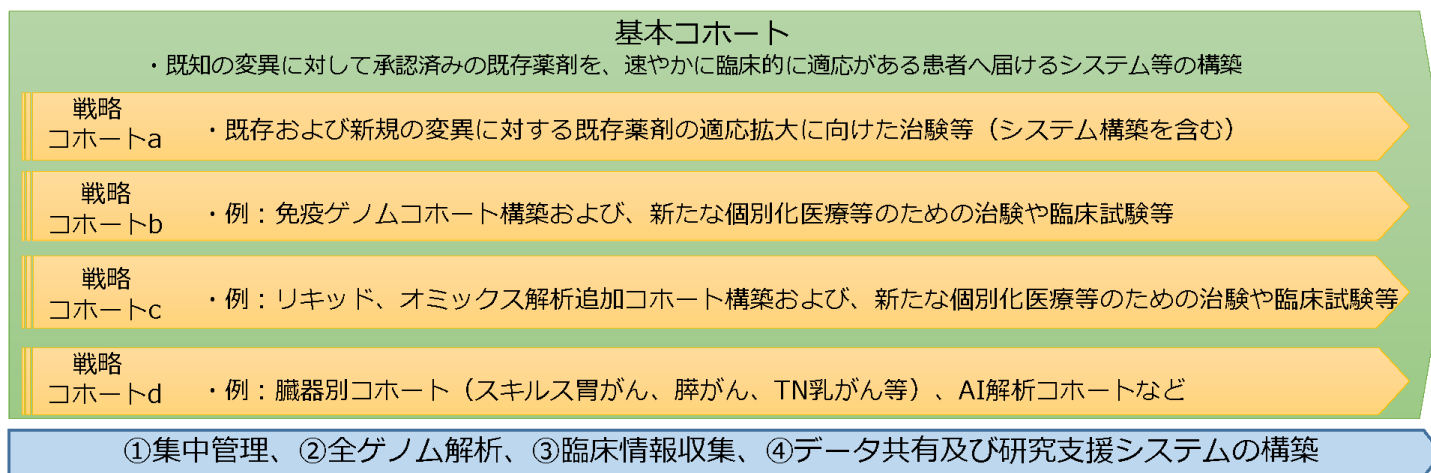 基本コホート
・既知の変異に対して承認済みの既存薬剤を、速やかに臨床的に適応がある患者へ届けるシステム等の構築
戦略
コホートa
・既存および新規の変異に対する既存薬剤の適応拡大に向けた治験等（システム構築を含む）
戦略
コホートb
・例：免疫ゲノムコホート構築および、新たな個別化医療等のための治験や臨床試験等
戦略
コホートc
・例：リキッド、オミックス解析追加コホート構築および、新たな個別化医療等のための治験や臨床試験等
戦略
コホートd
・例：臓器別コホート（スキルス胃がん、膵がん、TN乳がん等）、AI解析コホートなど
①集中管理、②全ゲノム解析、③臨床情報収集、④データ共有及び研究支援システムの構築